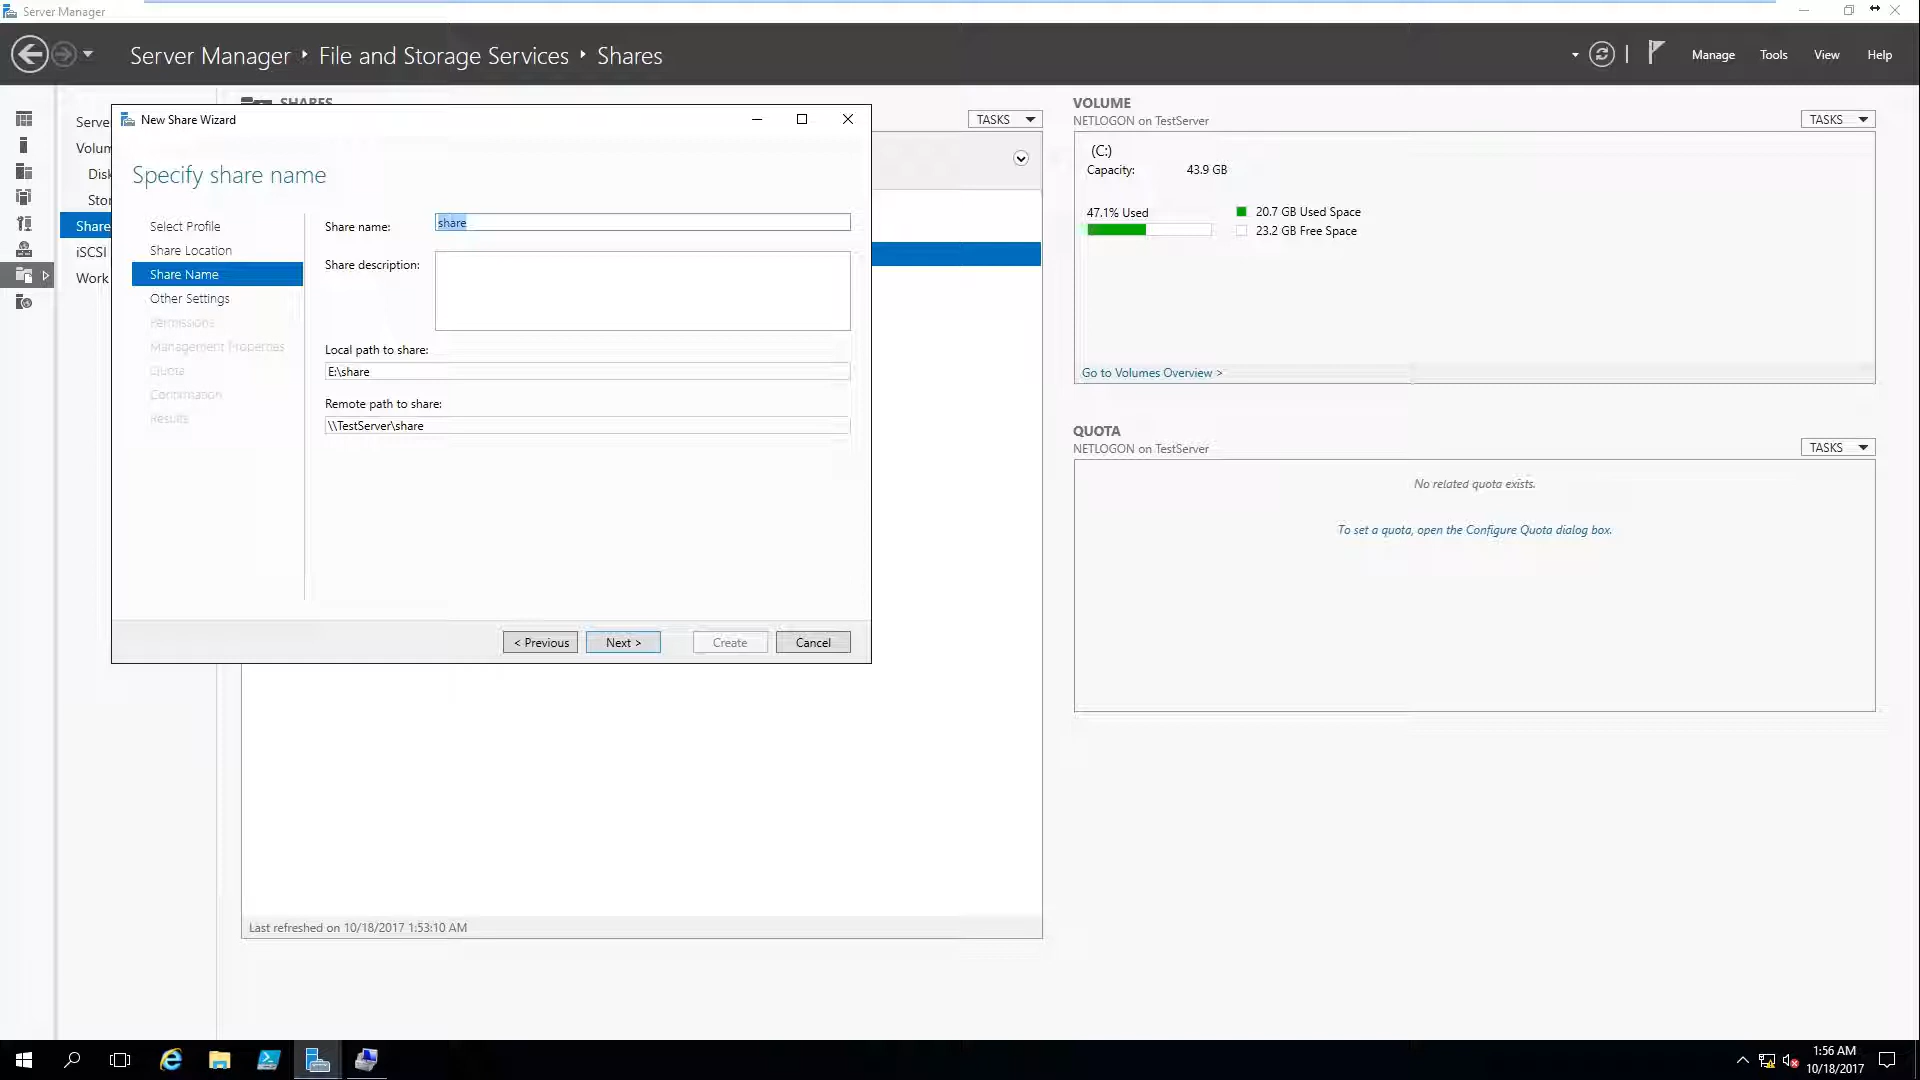 Server Manager
Server Manager ‣ File and Storage Services ‣ Shares
Manage Tools View Help
SHARES
TASKS
Serve
Volum
Disk
Stor
Share
iSCSI
Work
New Share Wizard
Specify share name
Select Profile
Share Location
Share Name
Other Settings
Permissions
Management Properties
Quota
Confirmation
Results
Share name:
share
Share description:
Local path to share:
E:\share
Remote path to share:
\\TestServer\share
< Previous
Next >
Create
Cancel
Last refreshed on 10/18/2017 1:53:10 AM
VOLUME
NETLOGON on TestServer
TASKS
(C:)
Capacity: 43.9 GB
47.1% Used
20.7 GB Used Space
23.2 GB Free Space
Go to Volumes Overview >
QUOTA
NETLOGON on TestServer
TASKS
No related quota exists.
To set a quota, open the Configure Quota dialog box.
1:56 AM
10/18/2017